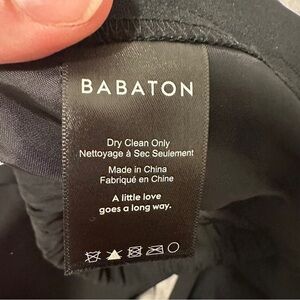 BABATON
Dry Clean Only
Nettoyage à Sec Seulement
Made in China
Fabriqué en Chine
A little love
goes a long way.